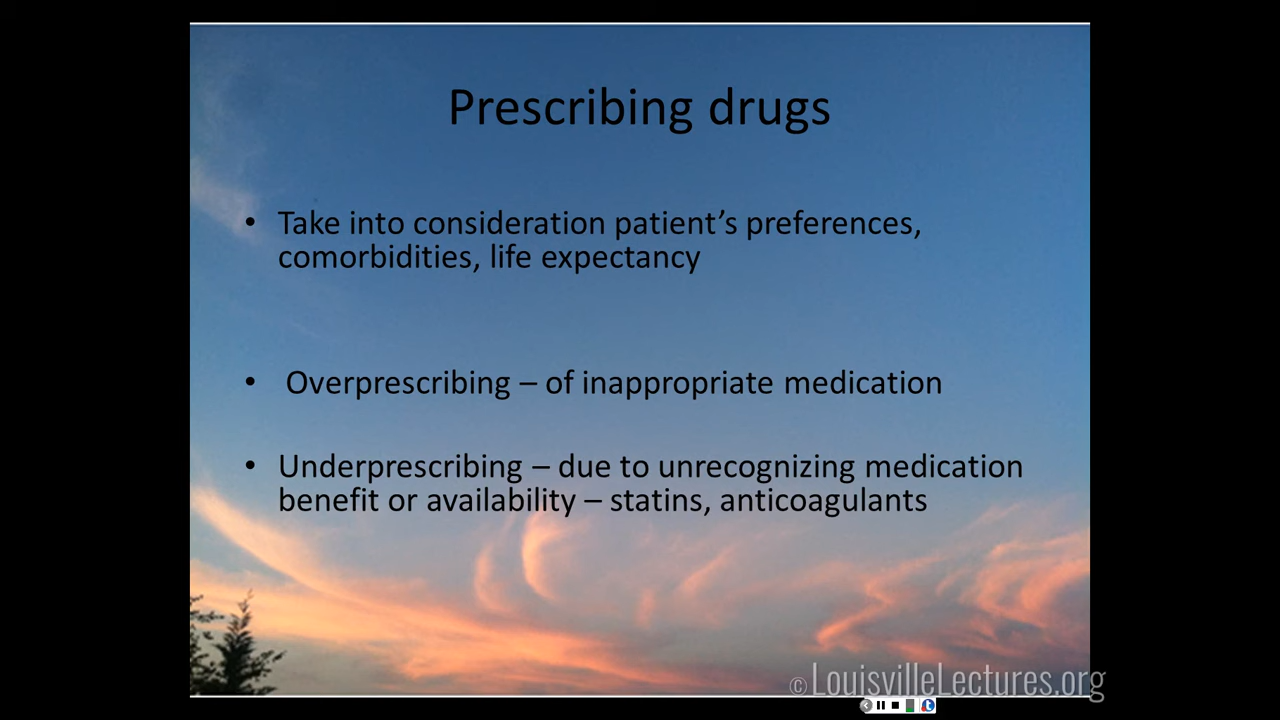 Prescribing drugs
• Take into consideration patient’s preferences,
comorbidities, life expectancy
• Overprescribing – of inappropriate medication
• Underprescribing – due to unrecognizing medication
benefit or availability – statins, anticoagulants
© LouisvilleLectures.org